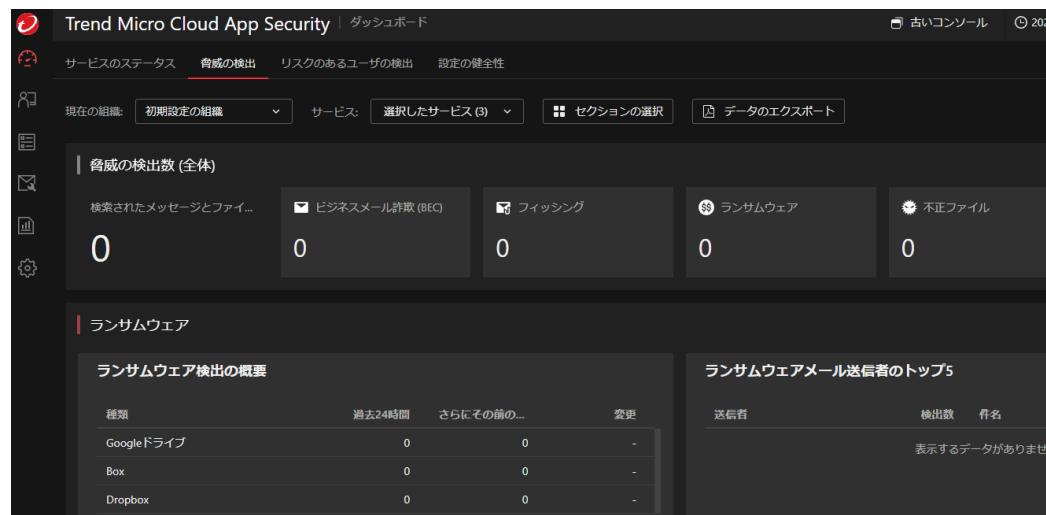 Trend Micro Cloud App Security ダッシュボード 古いコンソール 202
サービスのステータス 脅威の検出 リスクのあるユーザの検出 設定の健全性
現在の組織: 初期設定の組織 サービス: 選択したサービス (3) セクションの選択 データのエクスポート
脅威の検出数 (全体)
検索されたメッセージとファイ... ビジネスメール詐欺 (BEC) フィッシング ランサムウェア 不正ファイル
0 0 0 0 0
ランサムウェア
ランサムウェア検出の概要 ランサムウェアメール送信者のトップ5
種類 過去24時間 さらにその前の... 変更 送信者 検出数 件名
Googleドライブ 0 0 -
表示するデータがありませ
Box 0 0 -
Dropbox 0 0 -